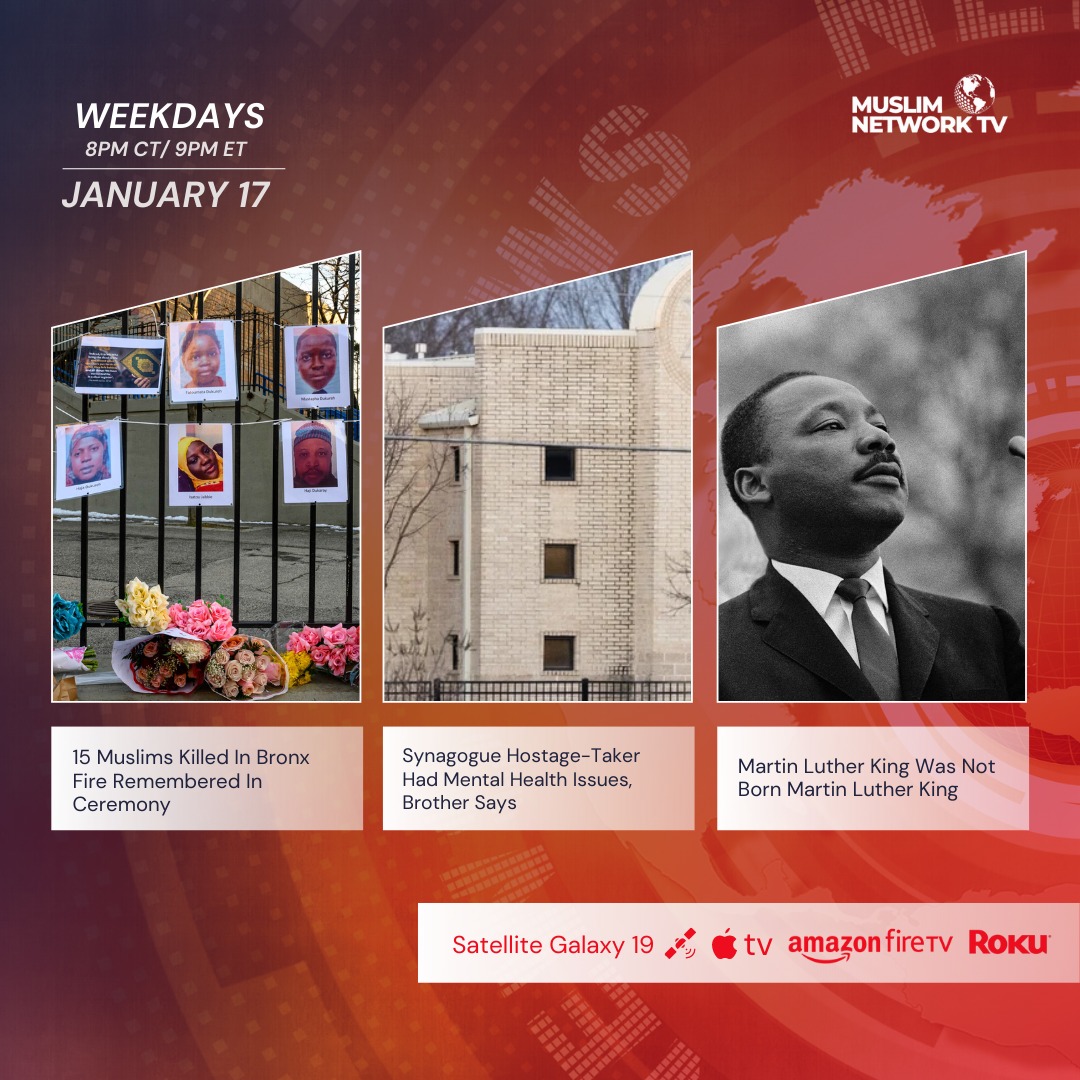 WEEKDAYS
8PM CT/ 9PM ET
JANUARY 17
MUSLIM
NETWORK TV
NEWS
15 Muslims Killed In Bronx
Fire Remembered In
Ceremony
Synagogue Hostage-Taker
Had Mental Health Issues,
Brother Says
Martin Luther King Was Not
Born Martin Luther King
Satellite Galaxy 19
tv
amazon fireTV
ROKU